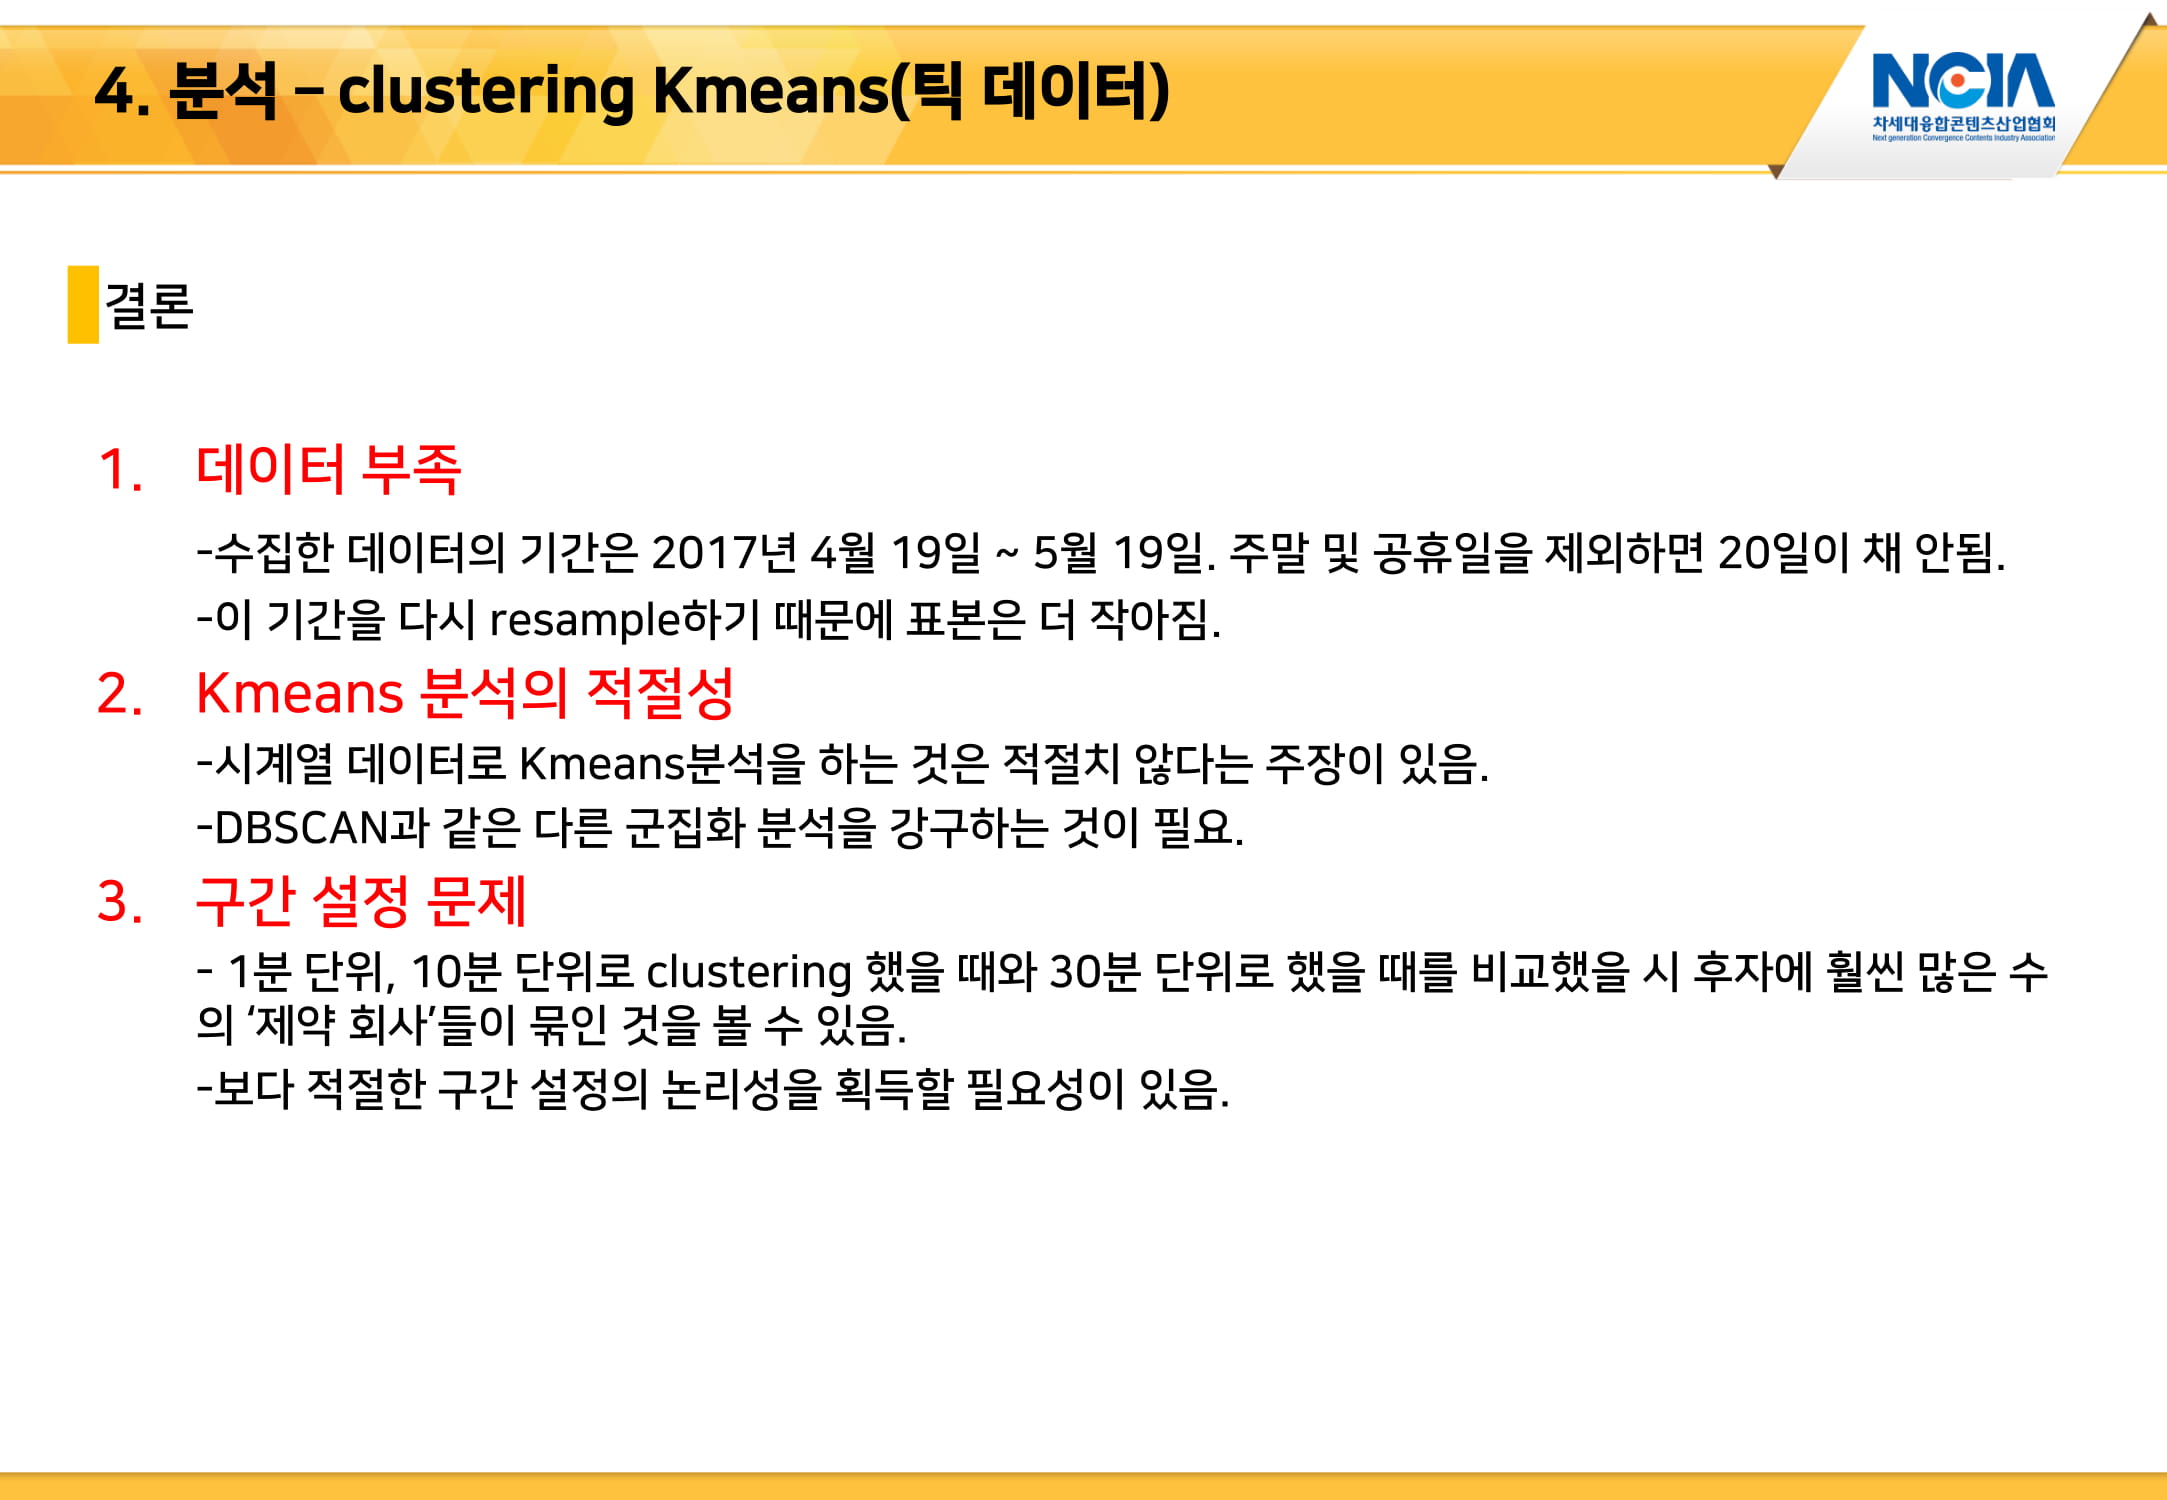 4. 분석 – clustering Kmeans(틱 데이터)
NCIA
차세대융합콘텐츠산업협회
Next generation Convergence Contents Industry Association
결론
1. 데이터 부족
-수집한 데이터의 기간은 2017년 4월 19일 ~ 5월 19일. 주말 및 공휴일을 제외하면 20일이 채 안됨.
-이 기간을 다시 resample하기 때문에 표본은 더 작아짐.
2. Kmeans 분석의 적절성
-시계열 데이터로 Kmeans분석을 하는 것은 적절치 않다는 주장이 있음.
-DBSCAN과 같은 다른 군집화 분석을 강구하는 것이 필요.
3. 구간 설정 문제
- 1분 단위, 10분 단위로 clustering 했을 때와 30분 단위로 했을 때를 비교했을 시 후자에 훨씬 많은 수
의 ‘제약 회사’들이 묶인 것을 볼 수 있음.
-보다 적절한 구간 설정의 논리성을 획득할 필요성이 있음.